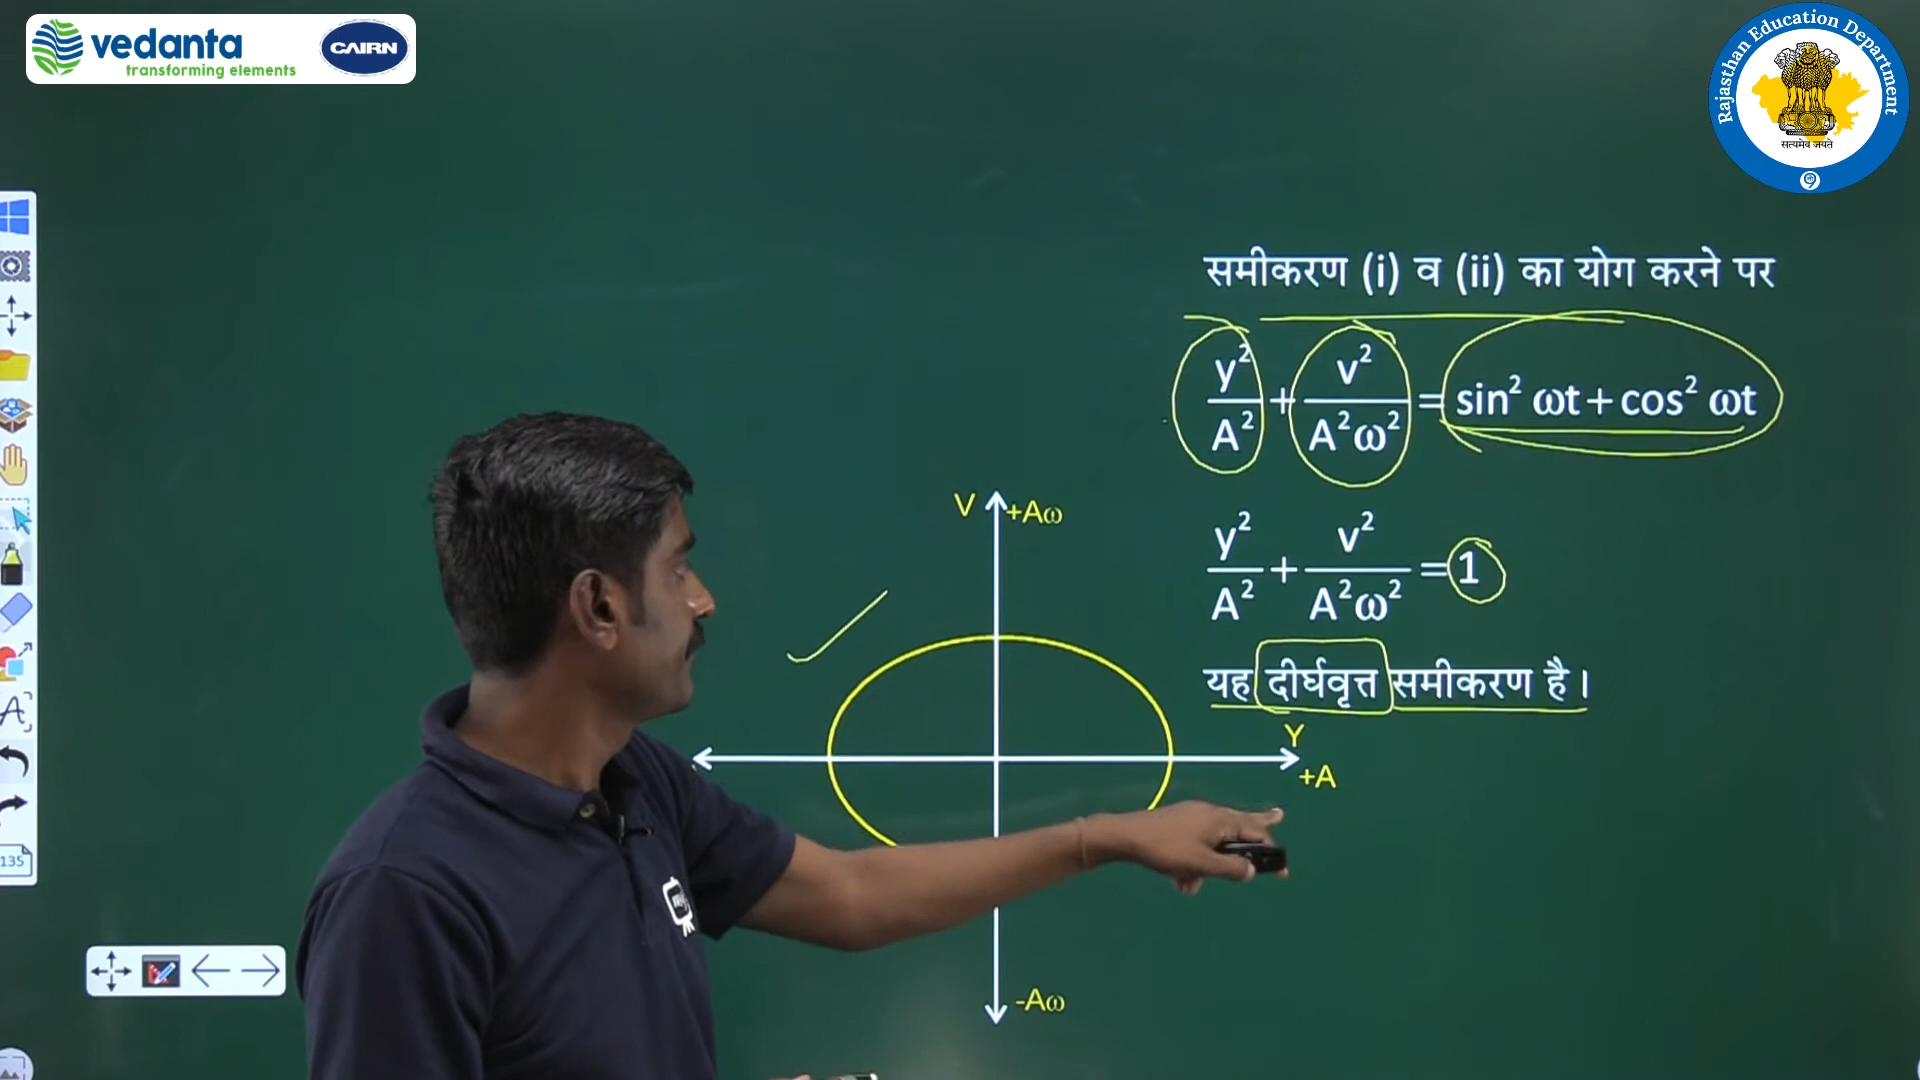 vedanta
transforming elements
CAIRN
Rajasthan Education Department
सत्यमेव जयते
समीकरण (i) व (ii) का योग करने पर
y²/A² + v²/A²ω² = sin² ωt + cos² ωt
y²/A² + v²/A²ω² = 1
यह दीर्घवृत्त समीकरण है।
V +Aω
Y
+A
-Aω
135